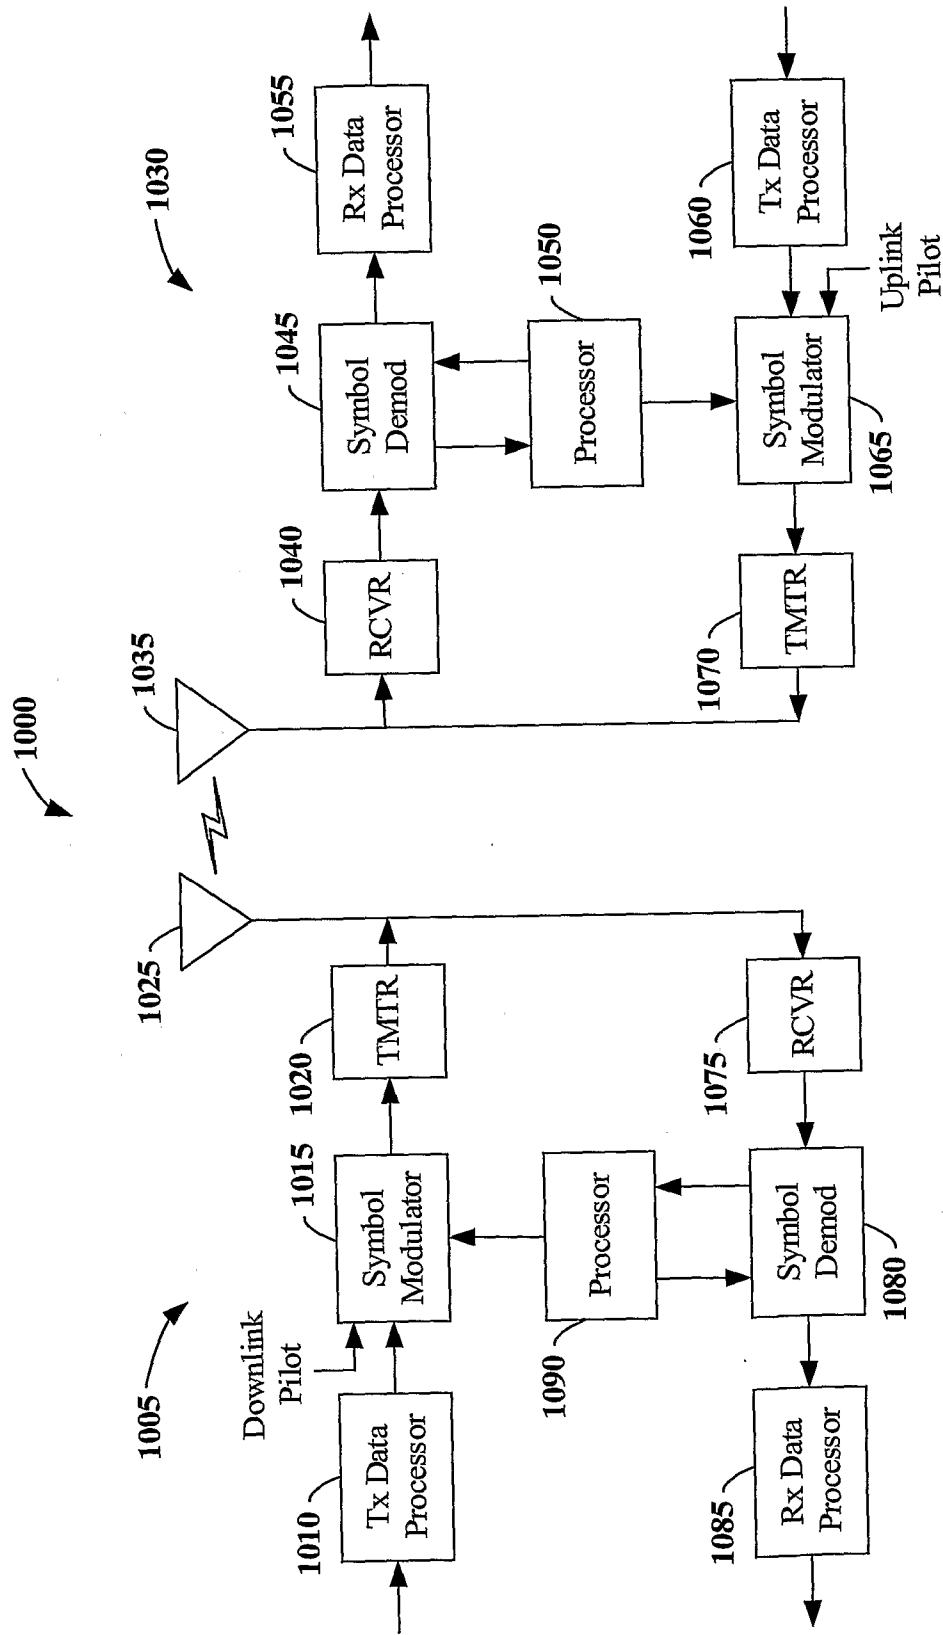 1000
1005
1030
1025
1035
Downlink
Pilot
1010
Tx Data
Processor
1015
Symbol
Modulator
1020
TMTR
1040
RCVR
1045
Symbol
Demod
1055
Rx Data
Processor
1090
Processor
1050
Processor
1085
Rx Data
Processor
1080
Symbol
Demod
1075
RCVR
1070
TMTR
1065
Symbol
Modulator
1060
Tx Data
Processor
Uplink
Pilot